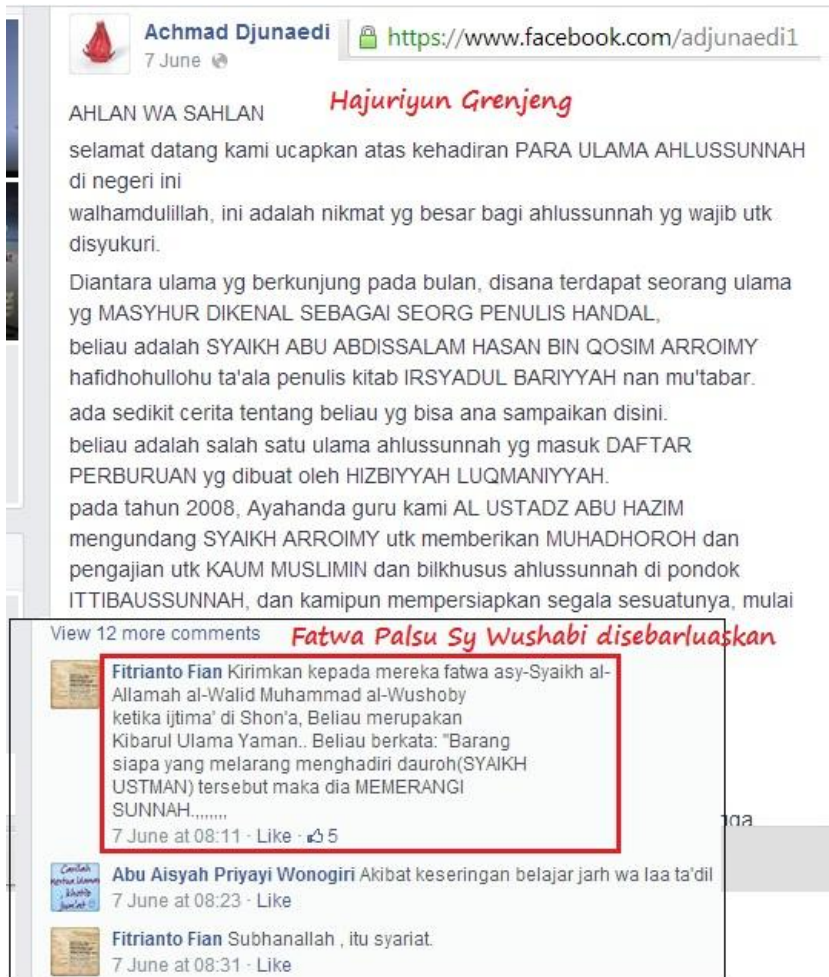 Achmad Djunaedi
https://www.facebook.com/adjunaedi1
7 June
Hajuriyun Grenjeng
AHLAN WA SAHLAN
selamat datang kami ucapkan atas kehadiran PARA ULAMA AHLUSSUNNAH
di negeri ini
walhamdulillah, ini adalah nikmat yg besar bagi ahlussunnah yg wajib utk
disyukuri.
Diantara ulama yg berkunjung pada bulan, disana terdapat seorang ulama
yg MASYHUR DIKENAL SEBAGAI SEORG PENULIS HANDAL,
beliau adalah SYAIKH ABU ABDISSALAM HASAN BIN QOSIM ARROIMY
hafidhohullohu ta'ala penulis kitab IRSYADUL BARIYYAH nan mu'tabar.
ada sedikit cerita tentang beliau yg bisa ana sampaikan disini.
beliau adalah salah satu ulama ahlussunnah yg masuk DAFTAR
PERBURUAN yg dibuat oleh HIZBIYYAH LUQMANIYYAH.
pada tahun 2008, Ayahanda guru kami AL USTADZ ABU HAZIM
mengundang SYAIKH ARROIMY utk memberikan MUHADHOROH dan
pengajian utk KAUM MUSLIMIN dan bilkhusus ahlussunnah di pondok
ITTIBAUSSUNNAH, dan kamipun mempersiapkan segala sesuatunya, mulai
View 12 more comments
Fatwa Palsu Sy Wushabi disebarluaskan
Fitrianto Fian Kirimkan kepada mereka fatwa asy-Syaikh al-
Allamah al-Walid Muhammad al-Wushoby
ketika ijtima' di Shon'a, Beliau merupakan
Kibarul Ulama Yaman.. Beliau berkata: "Barang
siapa yang melarang menghadiri dauroh(SYAIKH
USTMAN) tersebut maka dia MEMERANGI
SUNNAH.,,,,,,,,
7 June at 08:11 · Like · 5
Abu Aisyah Priyayi Wonogiri Akibat keseringan belajar jarh wa laa ta'dil
7 June at 08:23 · Like
Fitrianto Fian Subhanallah , itu syariat.
7 June at 08:31 · Like